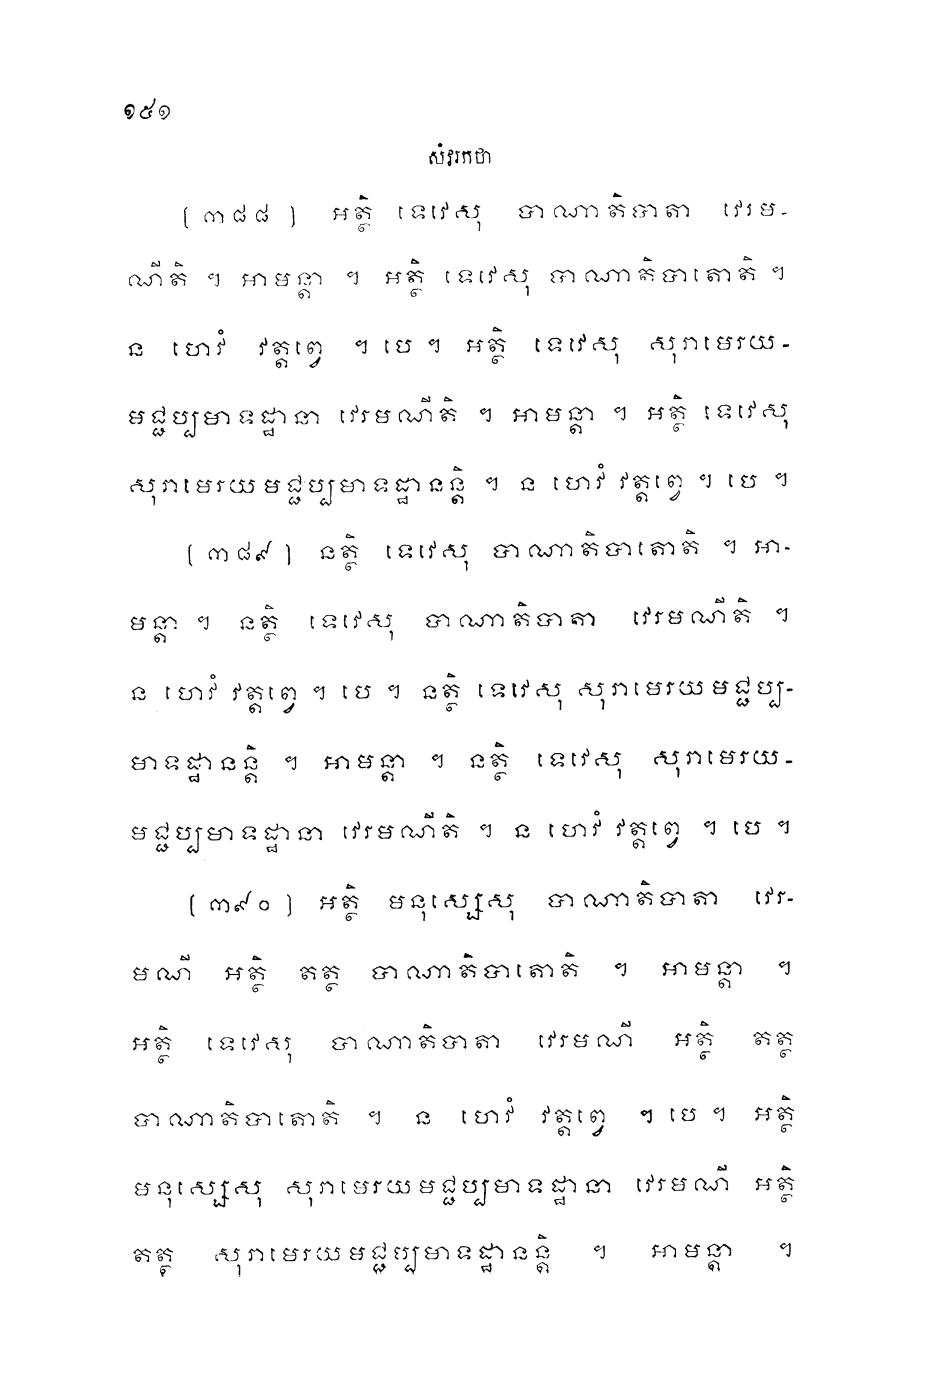 ១៥១
សំវរកថា
[ ៣៨៨ ] អត្ថិ ទេវេសុ បាណាតិបាតា វេរម-
ណីតិ ។ អាមន្តា ។ អត្ថិ ទេវេសុ បាណាតិបាតោតិ ។
ន ហេវំ វត្តព្វេ ។ បេ ។ អត្ថិ ទេវេសុ សុរាមេរយ-
មជ្ជប្បមាទដ្ឋានា វេរមណីតិ ។ អាមន្តា ។ អត្ថិ ទេវេសុ
សុរាមេរយមជ្ជប្បមាទដ្ឋានន្តិ ។ ន ហេវំ វត្តព្វេ ។ បេ ។
[ ៣៨៩ ] នត្ថិ ទេវេសុ បាណាតិបាតោតិ ។ អា-
មន្តា ។ នត្ថិ ទេវេសុ បាណាតិបាតា វេរមណីតិ ។
ន ហេវំ វត្តព្វេ ។ បេ ។ នត្ថិ ទេវេសុ សុរាមេរយមជ្ជប្ប-
មាទដ្ឋានន្តិ ។ អាមន្តា ។ នត្ថិ ទេវេសុ សុរាមេរយ-
មជ្ជប្បមាទដ្ឋានា វេរមណីតិ ។ ន ហេវំ វត្តព្វេ ។ បេ ។
[ ៣៩០ ] អត្ថិ មនុស្សេសុ បាណាតិបាតា វេរ-
មណី អត្ថិ តត្ថ បាណាតិបាតោតិ ។ អាមន្តា ។
អត្ថិ ទេវេសុ បាណាតិបាតា វេរមណី អត្ថិ តត្ថ
បាណាតិបាតោតិ ។ ន ហេវំ វត្តព្វេ ។ បេ ។ អត្ថិ
មនុស្សេសុ សុរាមេរយមជ្ជប្បមាទដ្ឋានា វេរមណី អត្ថិ
តត្ថ សុរាមេរយមជ្ជប្បមាទដ្ឋានន្តិ ។ អាមន្តា ។